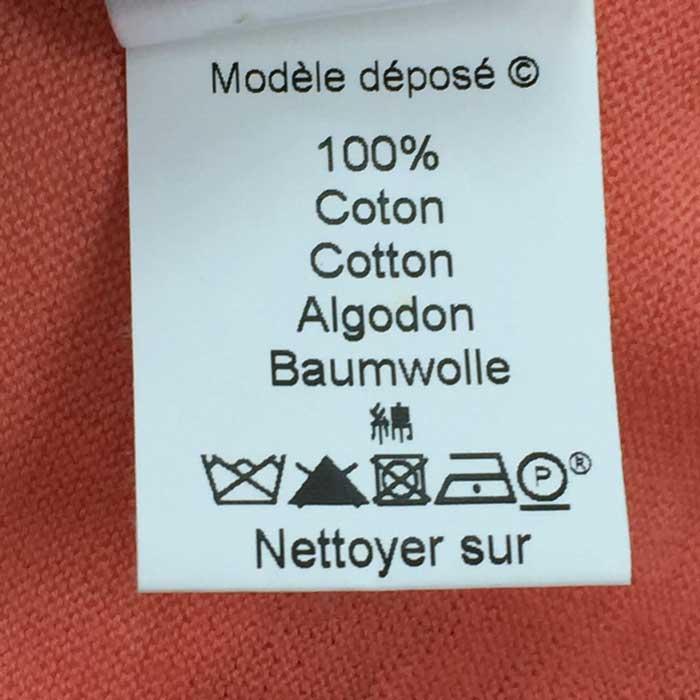 Modèle déposé ©
100%
Coton
Cotton
Algodon
Baumwolle
綿
P ®
Nettoyer sur